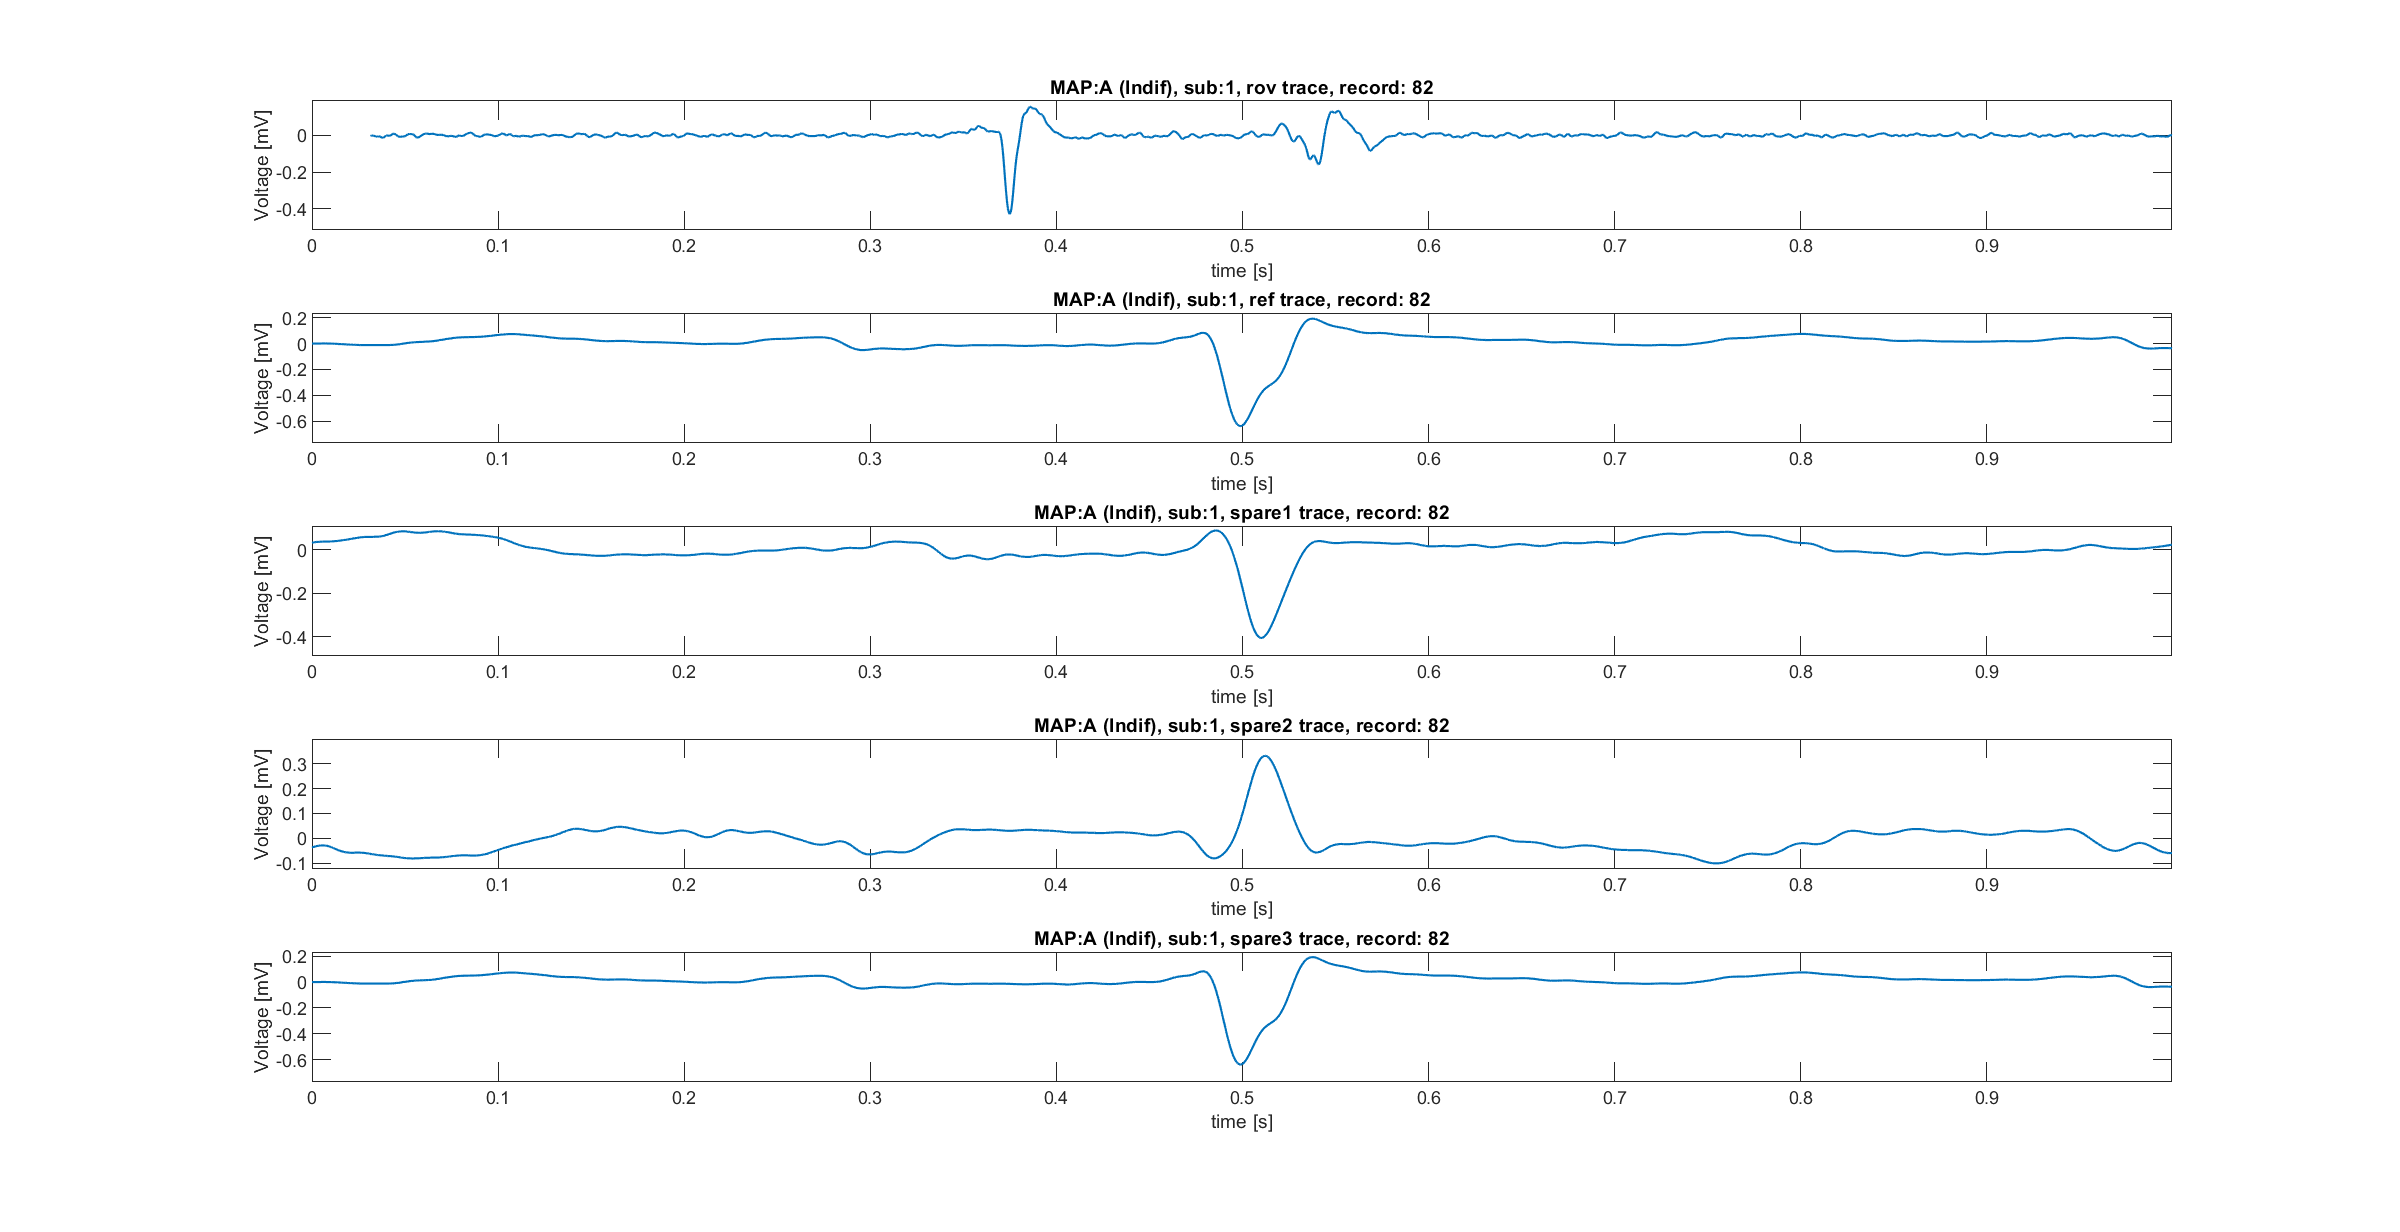 MAP:A (Indif), sub:1, rov trace, record: 82
Voltage [mV]
0
-0.2
-0.4
0 0.1 0.2 0.3 0.4 0.5 0.6 0.7 0.8 0.9
time [s]
MAP:A (Indif), sub:1, ref trace, record: 82
Voltage [mV]
0.2
0
-0.2
-0.4
-0.6
0 0.1 0.2 0.3 0.4 0.5 0.6 0.7 0.8 0.9
time [s]
MAP:A (Indif), sub:1, spare1 trace, record: 82
Voltage [mV]
0
-0.2
-0.4
0 0.1 0.2 0.3 0.4 0.5 0.6 0.7 0.8 0.9
time [s]
MAP:A (Indif), sub:1, spare2 trace, record: 82
Voltage [mV]
0.3
0.2
0.1
0
-0.1
0 0.1 0.2 0.3 0.4 0.5 0.6 0.7 0.8 0.9
time [s]
MAP:A (Indif), sub:1, spare3 trace, record: 82
Voltage [mV]
0.2
0
-0.2
-0.4
-0.6
0 0.1 0.2 0.3 0.4 0.5 0.6 0.7 0.8 0.9
time [s]